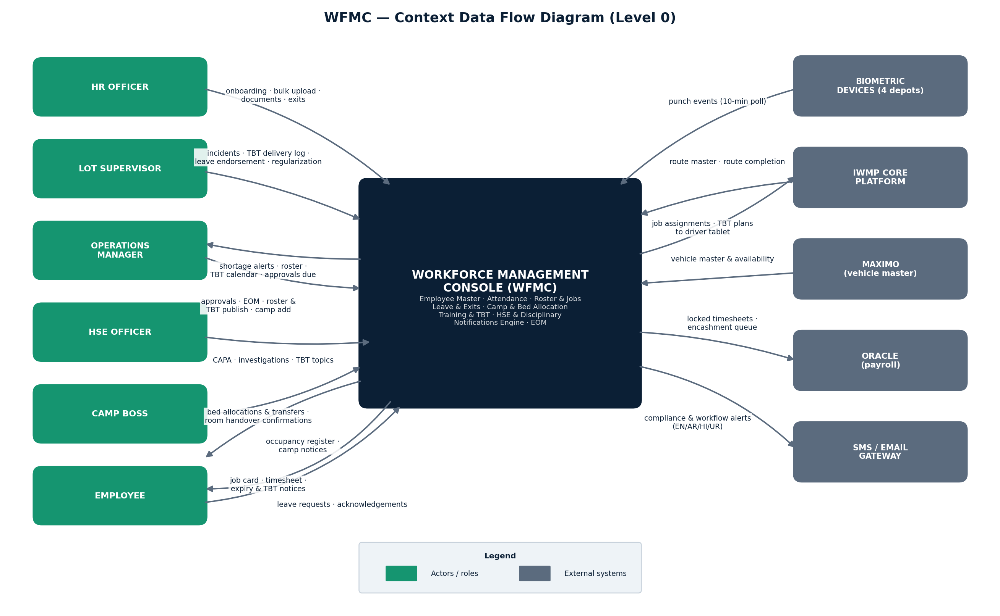 WFMC — Context Data Flow Diagram (Level 0)
HR OFFICER
onboarding · bulk upload ·
documents · exits
LOT SUPERVISOR
incidents · TBT delivery log ·
leave endorsement · regularization
OPERATIONS
MANAGER
shortage alerts · roster ·
TBT calendar · approvals due
approvals · EOM · roster &
TBT publish · camp add
HSE OFFICER
CAPA · investigations · TBT topics
CAMP BOSS
bed allocations & transfers ·
room handover confirmations
occupancy register ·
camp notices
EMPLOYEE
job card · timesheet ·
expiry & TBT notices
leave requests · acknowledgements
WORKFORCE MANAGEMENT
CONSOLE (WFMC)
Employee Master · Attendance · Roster & Jobs
Leave & Exits · Camp & Bed Allocation
Training & TBT · HSE & Disciplinary
Notifications Engine · EOM
punch events (10-min poll)
BIOMETRIC
DEVICES (4 depots)
route master · route completion
IWMP CORE
PLATFORM
job assignments · TBT plans
to driver tablet
vehicle master & availability
MAXIMO
(vehicle master)
locked timesheets ·
encashment queue
ORACLE
(payroll)
compliance & workflow alerts
(EN/AR/HI/UR)
SMS / EMAIL
GATEWAY
Legend
Actors / roles
External systems